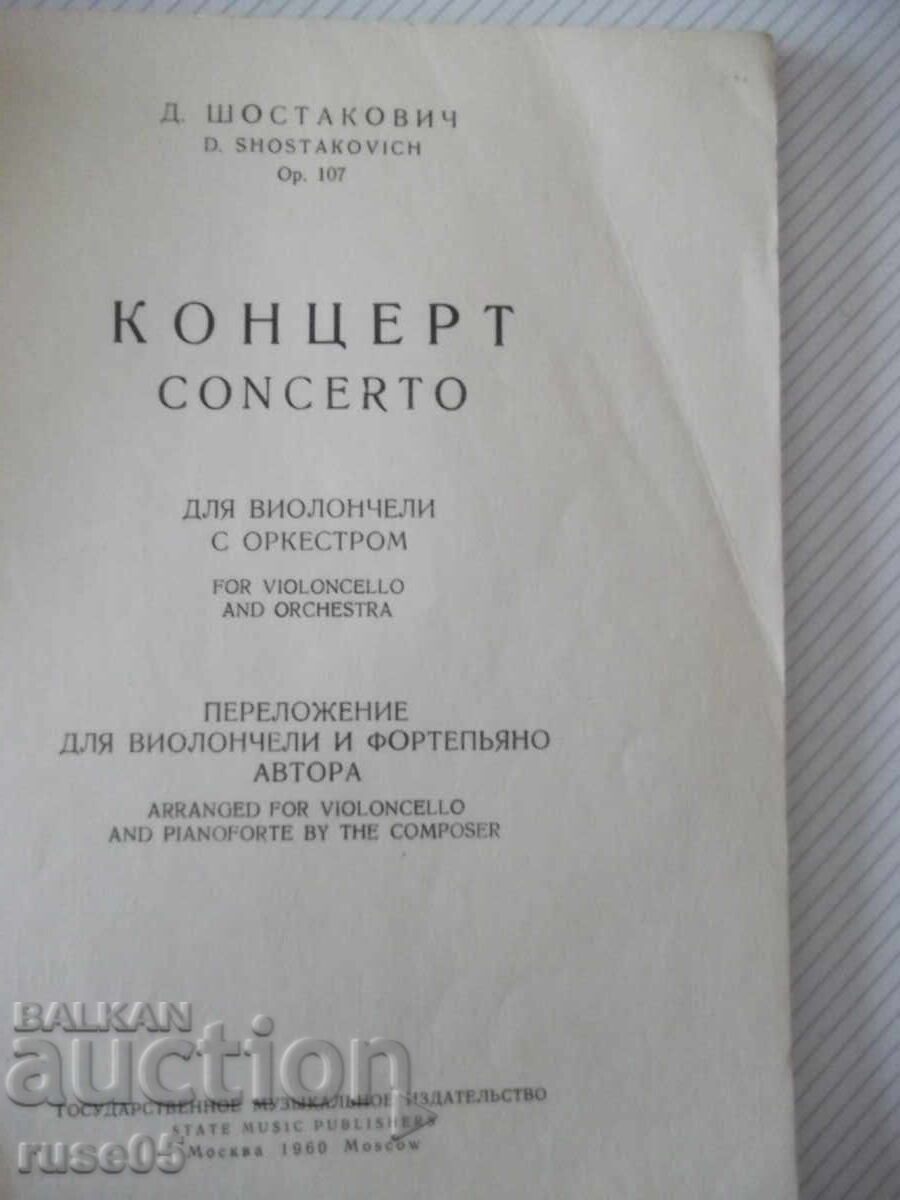 Д. ШОСТАКОВИЧ
D. SHOSTAKOVICH
Op. 107
КОНЦЕРТ
CONCERTO
ДЛЯ ВИОЛОНЧЕЛИ
С ОРКЕСТРОМ
FOR VIOLONCELLO
AND ORCHESTRA
ПЕРЕЛОЖЕНИЕ
ДЛЯ ВИОЛОНЧЕЛИ И ФОРТЕПЬЯНО
АВТОРА
ARRANGED FOR VIOLONCELLO
AND PIANOFORTE BY THE COMPOSER
BALKAN
auction
ГОСУДАРСТВЕННОЕ МУЗЫКАЛЬНОЕ ИЗДАТЕЛЬСТВО
STATE MUSIC PUBLISHERS
Москва 1960 Moscow
ruse05